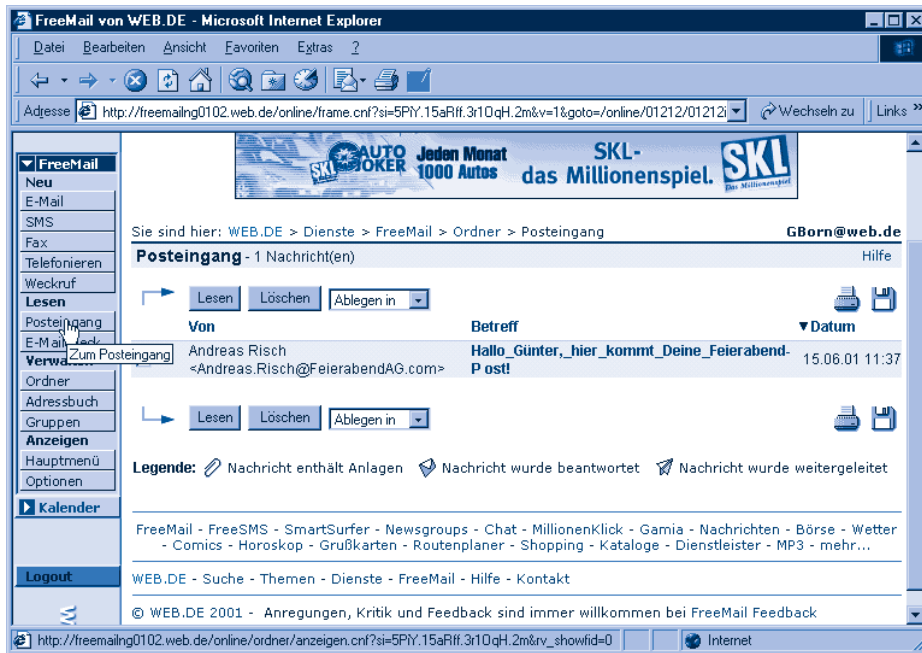 FreeMail von WEB.DE - Microsoft Internet Explorer
Datei Bearbeiten Ansicht Favoriten Extras ?
Adresse http://freemailng0102.web.de/online/frame.cnf?si=5PiY.15aRff.3r1OqH.2m&v=1&goto=/online/01212/01212i Wechseln zu Links »
SKL AUTO JOKER Jeden Monat 1000 Autos SKL- das Millionenspiel. SKL Das Millionenspiel
FreeMail
Neu
E-Mail
SMS
Fax
Telefonieren
Weckruf
Lesen
Posteingang
E-Mail
Zum Posteingang
Ordner
Adressbuch
Gruppen
Anzeigen
Hauptmenü
Optionen
Kalender
Logout
W
Sie sind hier: WEB.DE > Dienste > FreeMail > Ordner > Posteingang GBorn@web.de
Posteingang - 1 Nachricht(en) Hilfe
Lesen Löschen Ablegen in
Von Betreff Datum
Andreas Risch Hallo_Günter,_hier_kommt_Deine_Feierabend-
<Andreas.Risch@FeierabendAG.com> P ost! 15.06.01 11:37
Lesen Löschen Ablegen in
Legende: Nachricht enthält Anlagen Nachricht wurde beantwortet Nachricht wurde weitergeleitet
FreeMail - FreeSMS - SmartSurfer - Newsgroups - Chat - MillionenKlick - Gamia - Nachrichten - Börse - Wetter
- Comics - Horoskop - Grußkarten - Routenplaner - Shopping - Kataloge - Dienstleister - MP3 - mehr...
WEB.DE - Suche - Themen - Dienste - FreeMail - Hilfe - Kontakt
© WEB.DE 2001 - Anregungen, Kritik und Feedback sind immer willkommen bei FreeMail Feedback
http://freemailng0102.web.de/online/ordner/anzeigen.cnf?si=5PiY.15aRff.3r1OqH.2m&rv_showfid=0 Internet